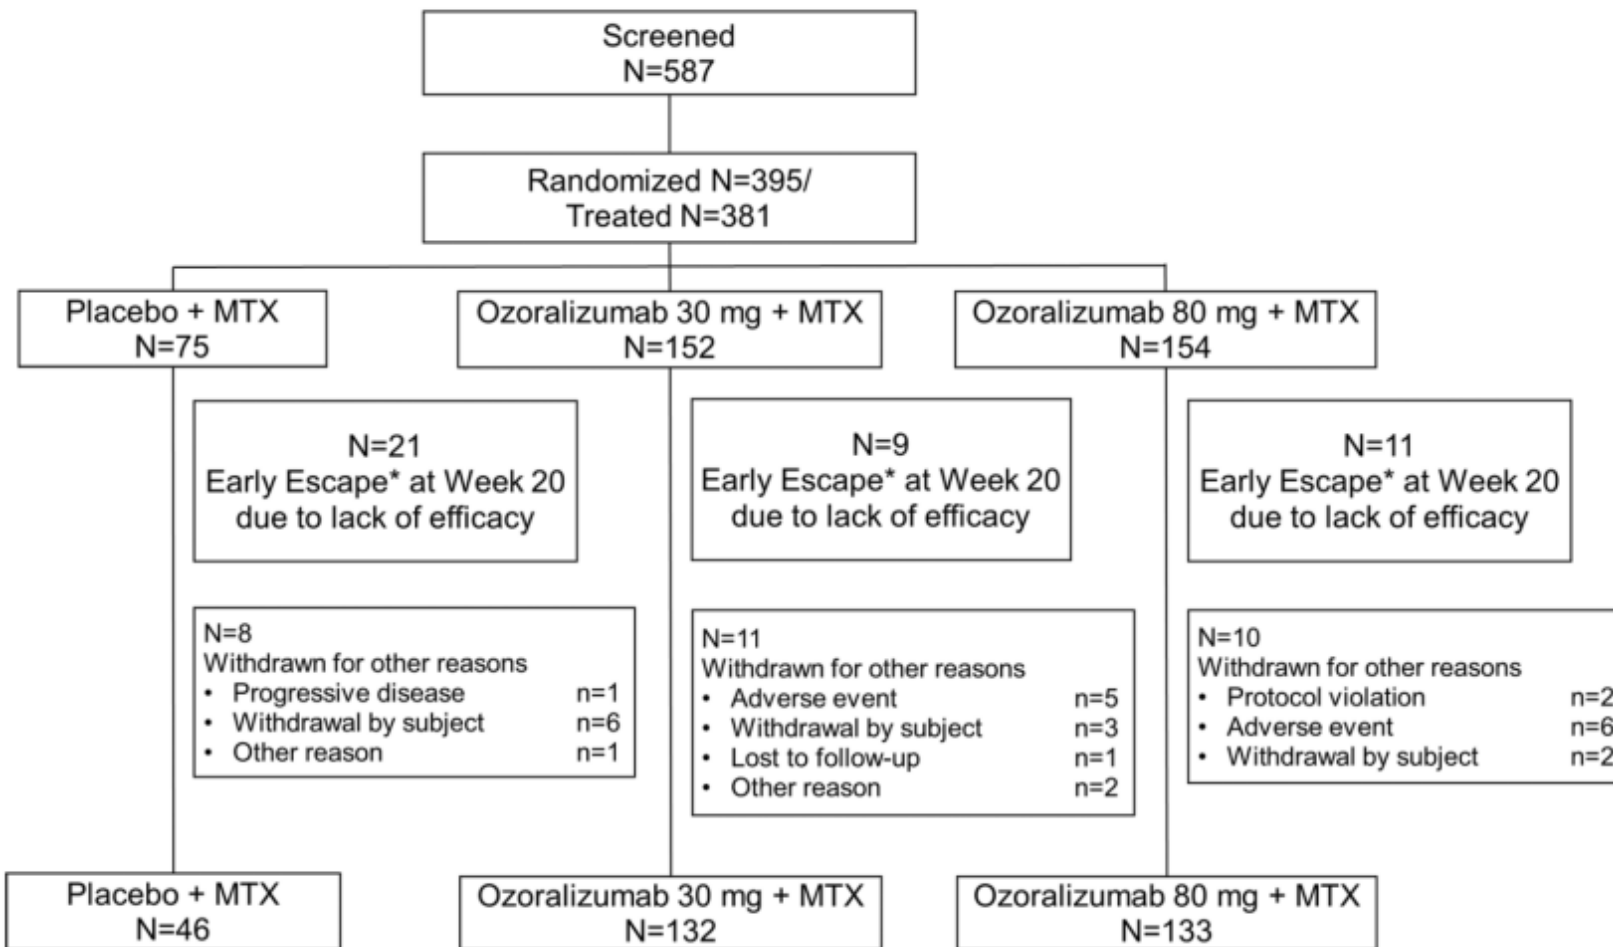 Screened
N=587
Randomized N=395/
Treated N=381
Placebo + MTX
N=75
Ozoralizumab 30 mg + MTX
N=152
Ozoralizumab 80 mg + MTX
N=154
N=21
Early Escape* at Week 20
due to lack of efficacy
N=9
Early Escape* at Week 20
due to lack of efficacy
N=11
Early Escape* at Week 20
due to lack of efficacy
N=8
Withdrawn for other reasons
• Progressive disease n=1
• Withdrawal by subject n=6
• Other reason n=1
N=11
Withdrawn for other reasons
• Adverse event n=5
• Withdrawal by subject n=3
• Lost to follow-up n=1
• Other reason n=2
N=10
Withdrawn for other reasons
• Protocol violation n=2
• Adverse event n=6
• Withdrawal by subject n=2
Placebo + MTX
N=46
Ozoralizumab 30 mg + MTX
N=132
Ozoralizumab 80 mg + MTX
N=133